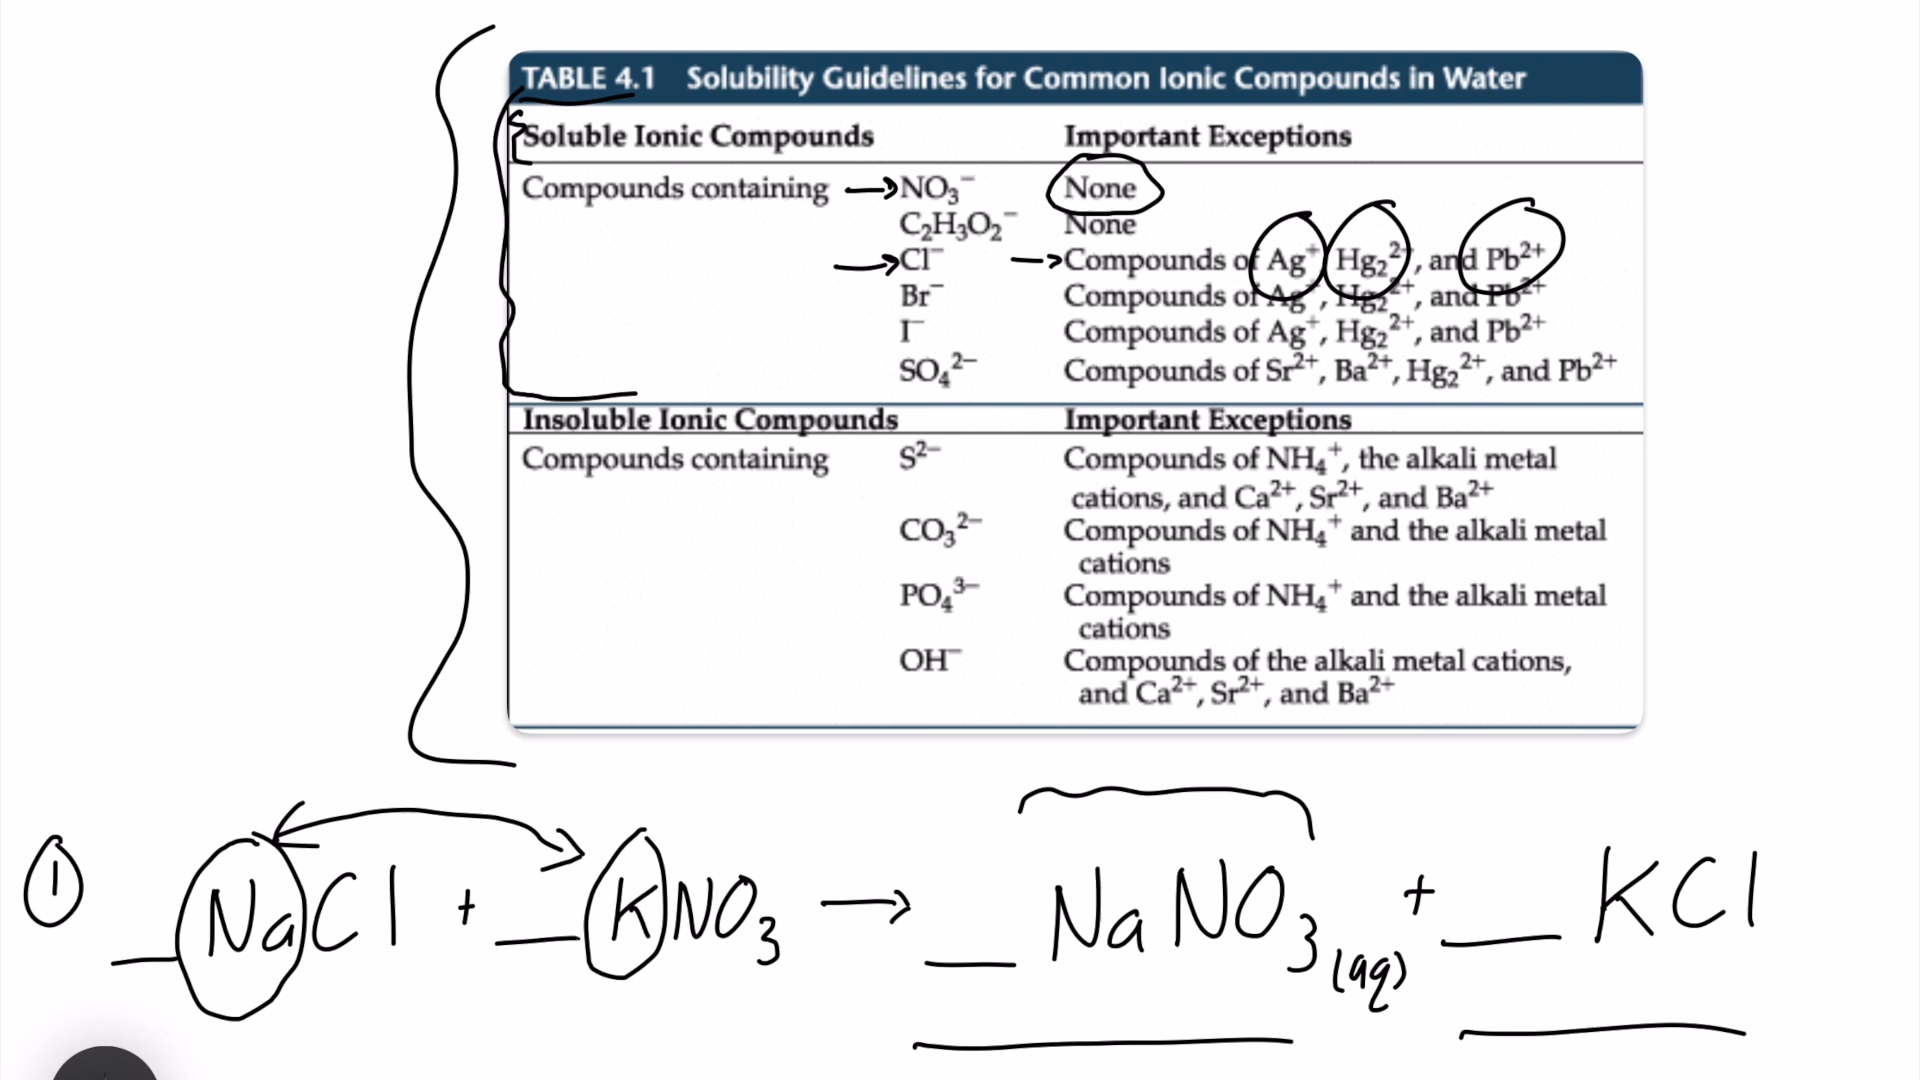 TABLE 4.1 Solubility Guidelines for Common Ionic Compounds in Water
Soluble Ionic Compounds Important Exceptions
Compounds containing → NO₃⁻ None
C₂H₃O₂⁻ None
→ Cl⁻ → Compounds of Ag⁺, Hg₂²⁺, and Pb²⁺
Br⁻ Compounds of Ag⁺, Hg₂²⁺, and Pb²⁺
I⁻ Compounds of Ag⁺, Hg₂²⁺, and Pb²⁺
SO₄²⁻ Compounds of Sr²⁺, Ba²⁺, Hg₂²⁺, and Pb²⁺
Insoluble Ionic Compounds Important Exceptions
Compounds containing S²⁻ Compounds of NH₄⁺, the alkali metal
cations, and Ca²⁺, Sr²⁺, and Ba²⁺
CO₃²⁻ Compounds of NH₄⁺ and the alkali metal
cations
PO₄³⁻ Compounds of NH₄⁺ and the alkali metal
cations
OH⁻ Compounds of the alkali metal cations,
and Ca²⁺, Sr²⁺, and Ba²⁺
① __ NaCl + __ KNO₃ → __ NaNO₃ (aq) + __ KCl